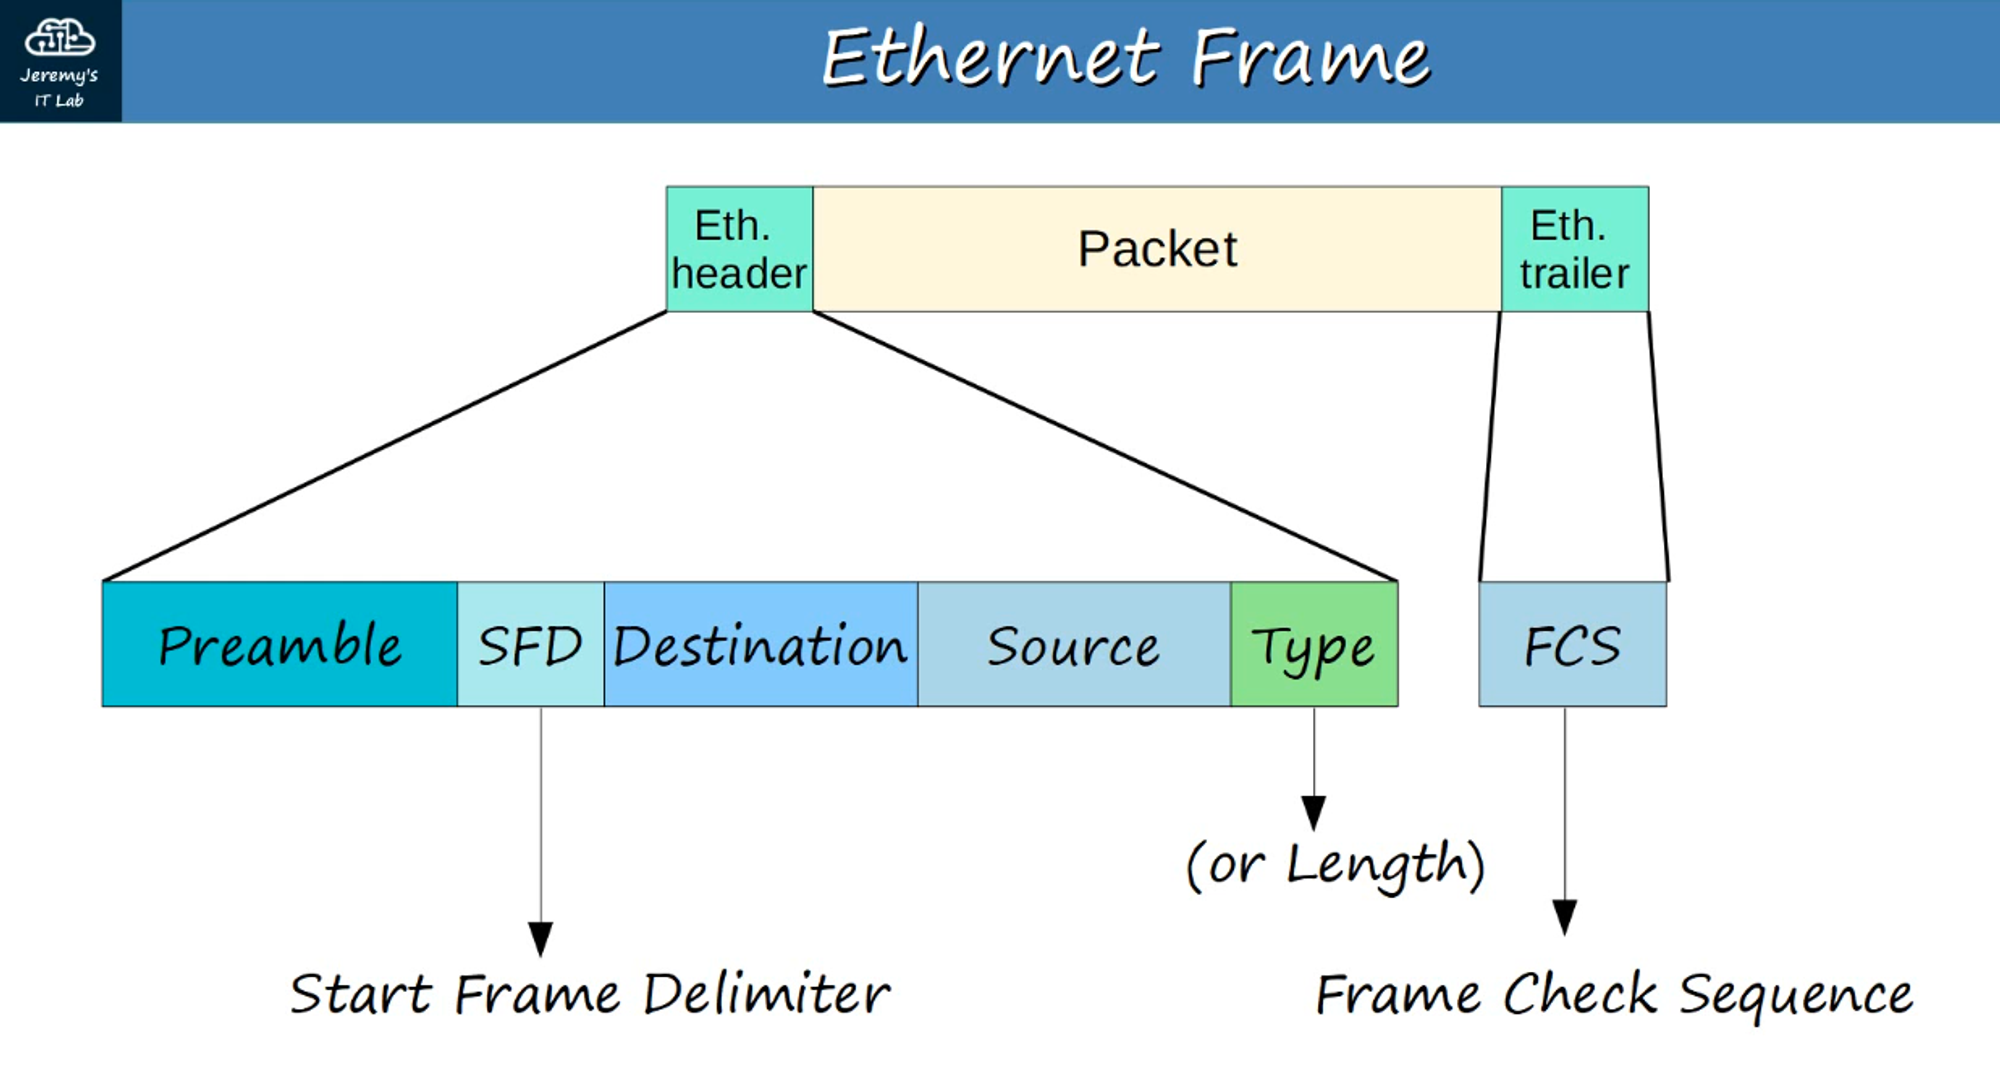 Jeremy's
IT Lab
Ethernet Frame
Eth.
header
Packet
Eth.
trailer
Preamble
SFD
Destination
Source
Type
FCS
(or Length)
Start Frame Delimiter
Frame Check Sequence